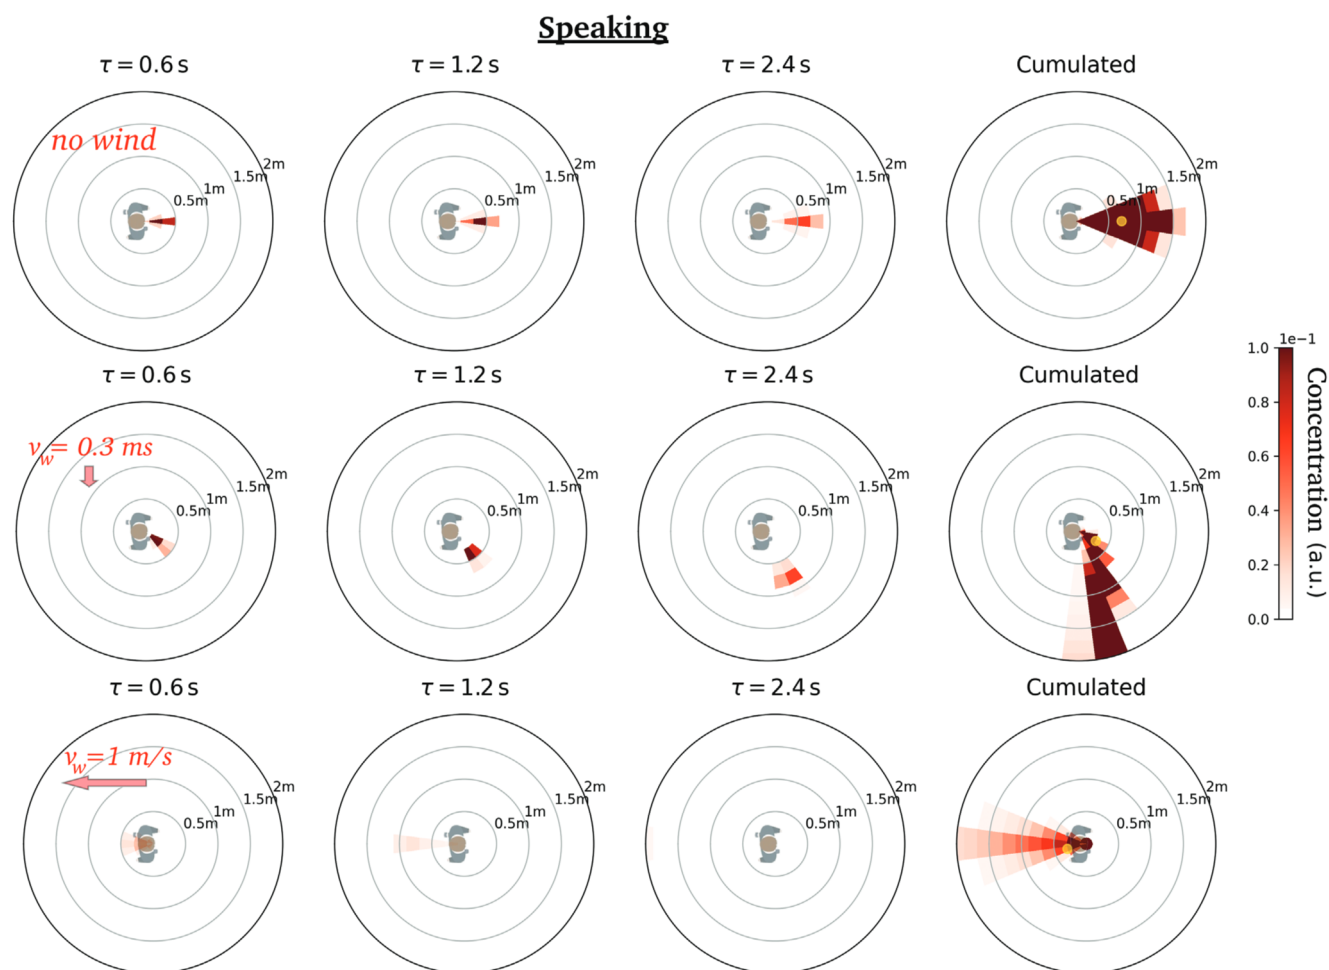 Speaking
τ = 0.6 s τ = 1.2 s τ = 2.4 s Cumulated
no wind
0.5m 1m 1.5m 2m
0.5m 1m 1.5m 2m
0.5m 1m 1.5m 2m
0.5m 1m 1.5m 2m
τ = 0.6 s τ = 1.2 s τ = 2.4 s Cumulated
v_w= 0.3 ms
0.5m 1m 1.5m 2m
0.5m 1m 1.5m 2m
0.5m 1m 1.5m 2m
0.5m 1m 1.5m 2m
1e−1
1.0
0.8
0.6
0.4
0.2
0.0
Concentration (a.u.)
τ = 0.6 s τ = 1.2 s τ = 2.4 s Cumulated
v_w=1 m/s
0.5m 1m 1.5m 2m
0.5m 1m 1.5m 2m
0.5m 1m 1.5m 2m
0.5m 1m 1.5m 2m